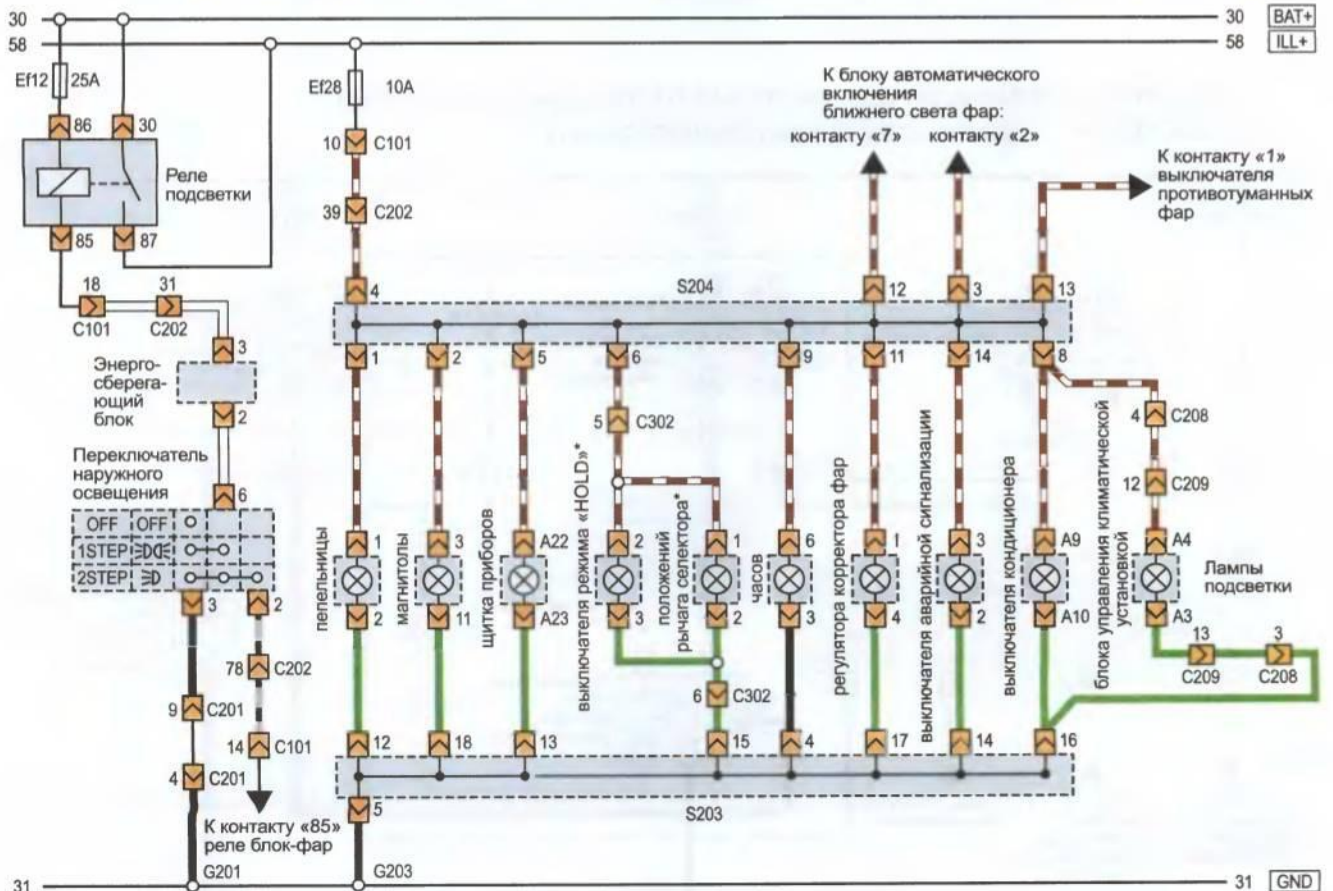 30
30 BAT+
58
58 ILL+
Ef12 25A
Ef28 10A
К блоку автоматического
включения
ближнего света фар:
контакту «7» контакту «2»
К контакту «1»
выключателя
противотуманных
фар
86 30
10 C101
Реле
подсветки
39 C202
85 87
18 31
C101 C202
4 S204 12 3 13
1 2 5 6 9 11 14 8
3
Энерго-
сберега-
ющий
блок
2
5 C302
4 C208
12 C209
Переключатель
наружного
освещения
6
OFF OFF
1STEP
2STEP
3 2
пепельницы
магнитолы
щитка приборов
выключателя режима «HOLD»*
положений
рычага селектора*
часов
регулятора корректора фар
выключателя аварийной сигнализации
выключателя кондиционера
блока управления климатической
установкой
1 3 A22 2 1 6 1 3 A9 A4
Лампы
подсветки
2 11 A23 3 2 3 4 2 A10 A3
13 3
C209 C208
78 C202
9 C201
6 C302
14 C101
4 C201
12 18 13 15 4 17 14 16
5
S203
К контакту «85»
реле блок-фар
G201 G203
31
31 GND